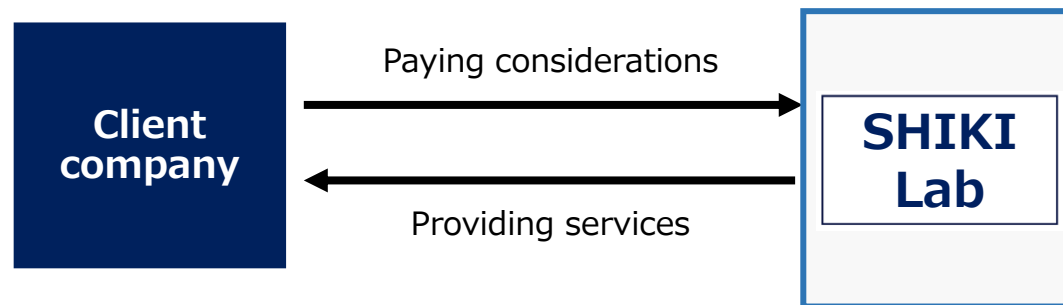 Client
company
Paying considerations
Providing services
SHIKI
Lab